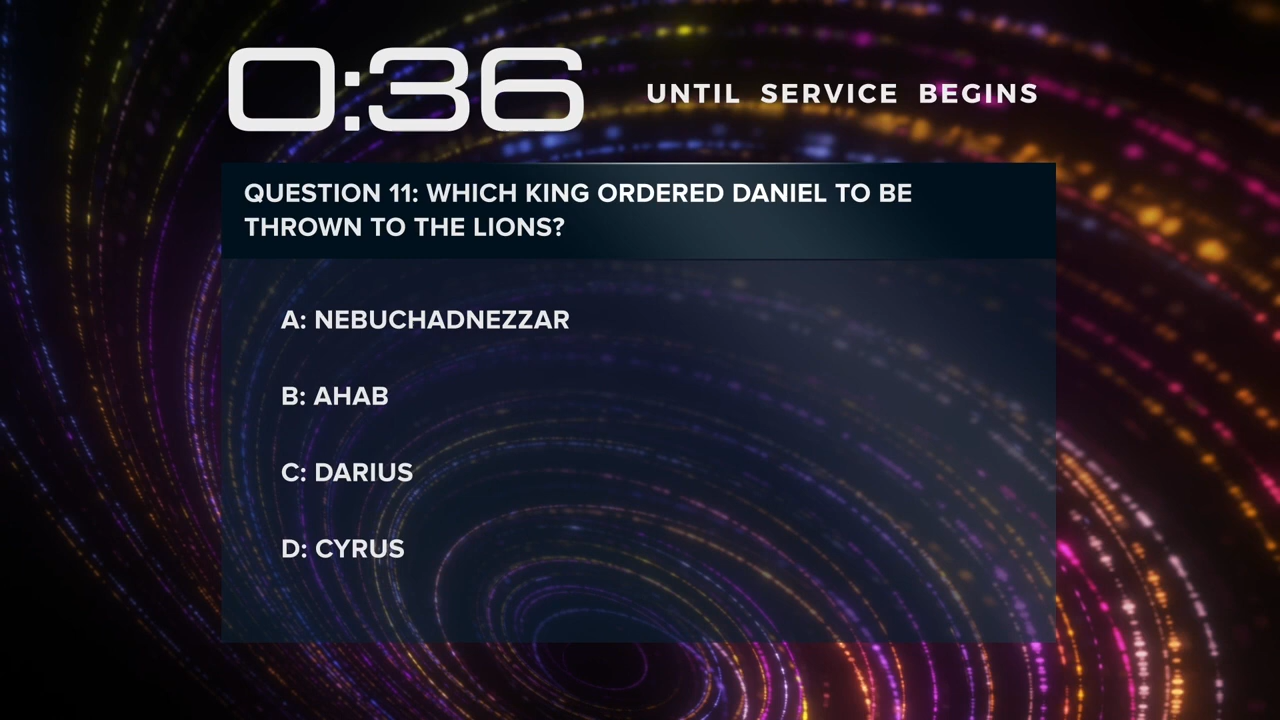 0:36 UNTIL SERVICE BEGINS
QUESTION 11: WHICH KING ORDERED DANIEL TO BE
THROWN TO THE LIONS?
A: NEBUCHADNEZZAR
B: AHAB
C: DARIUS
D: CYRUS